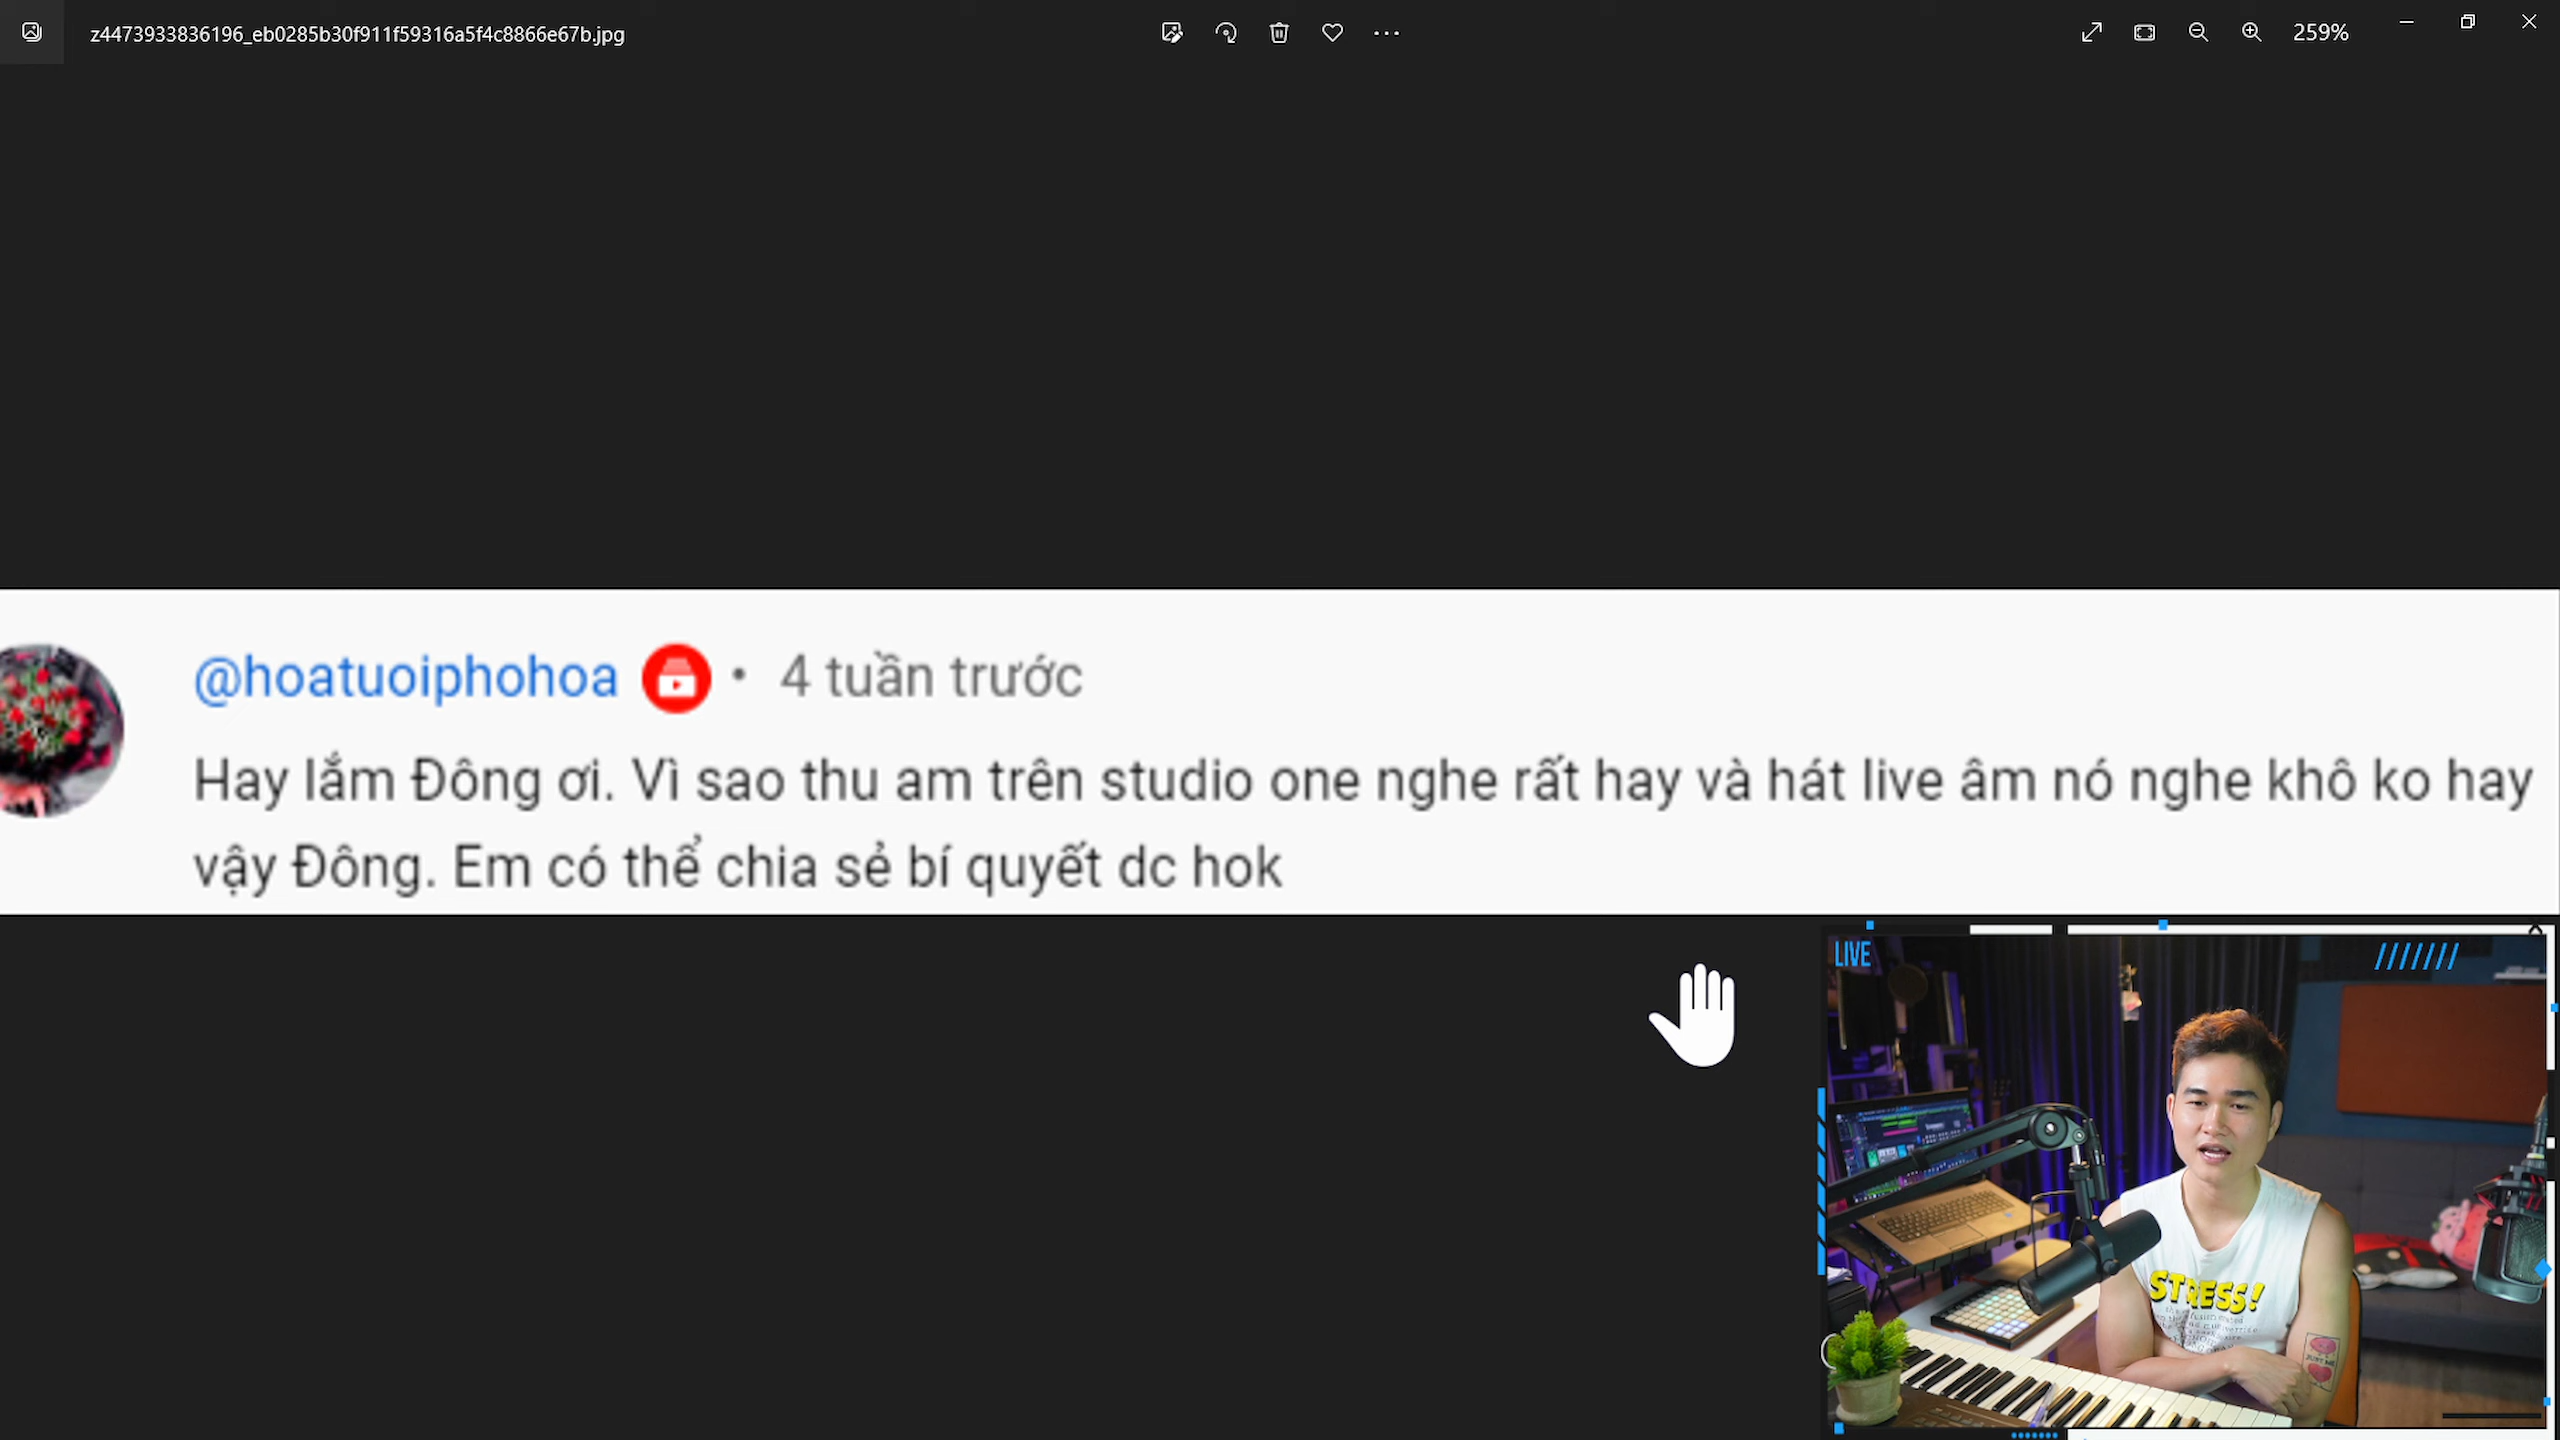 z4473933836196_eb0285b30f911f59316a5f4c8866e67b.jpg
259%
@hoatuoiphohoa • 4 tuần trước
Hay lắm Đông ơi. Vì sao thu am trên studio one nghe rất hay và hát live âm nó nghe khô ko hay
vậy Đông. Em có thể chia sẻ bí quyết dc hok
LIVE
STRESS!
JUST ME